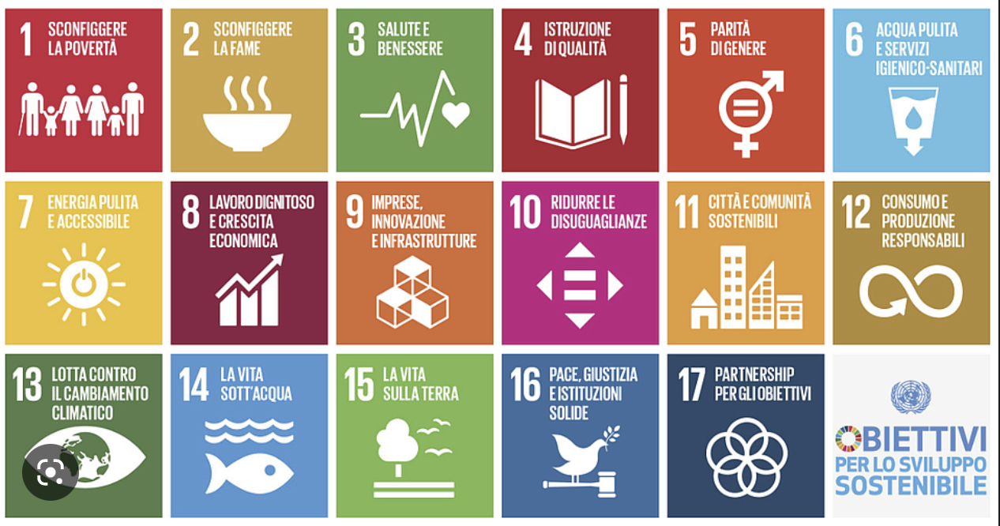 1 SCONFIGGERE
LA POVERTÀ
2 SCONFIGGERE
LA FAME
3 SALUTE E
BENESSERE
4 ISTRUZIONE
DI QUALITÀ
5 PARITÀ
DI GENERE
6 ACQUA PULITA
E SERVIZI
IGIENICO-SANITARI
7 ENERGIA PULITA
E ACCESSIBILE
8 LAVORO DIGNITOSO
E CRESCITA
ECONOMICA
9 IMPRESE,
INNOVAZIONE
E INFRASTRUTTURE
10 RIDURRE LE
DISUGUAGLIANZE
11 CITTÀ E COMUNITÀ
SOSTENIBILI
12 CONSUMO E
PRODUZIONE
RESPONSABILI
13 LOTTA CONTRO
IL CAMBIAMENTO
CLIMATICO
14 LA VITA
SOTT'ACQUA
15 LA VITA
SULLA TERRA
16 PACE, GIUSTIZIA
E ISTITUZIONI
SOLIDE
17 PARTNERSHIP
PER GLI OBIETTIVI
OBIETTIVI
PER LO SVILUPPO
SOSTENIBILE